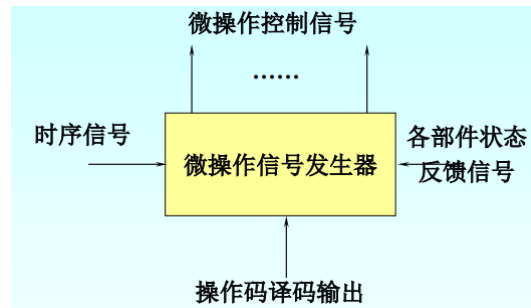 微操作控制信号
……
时序信号
微操作信号发生器
各部件状态
反馈信号
操作码译码输出